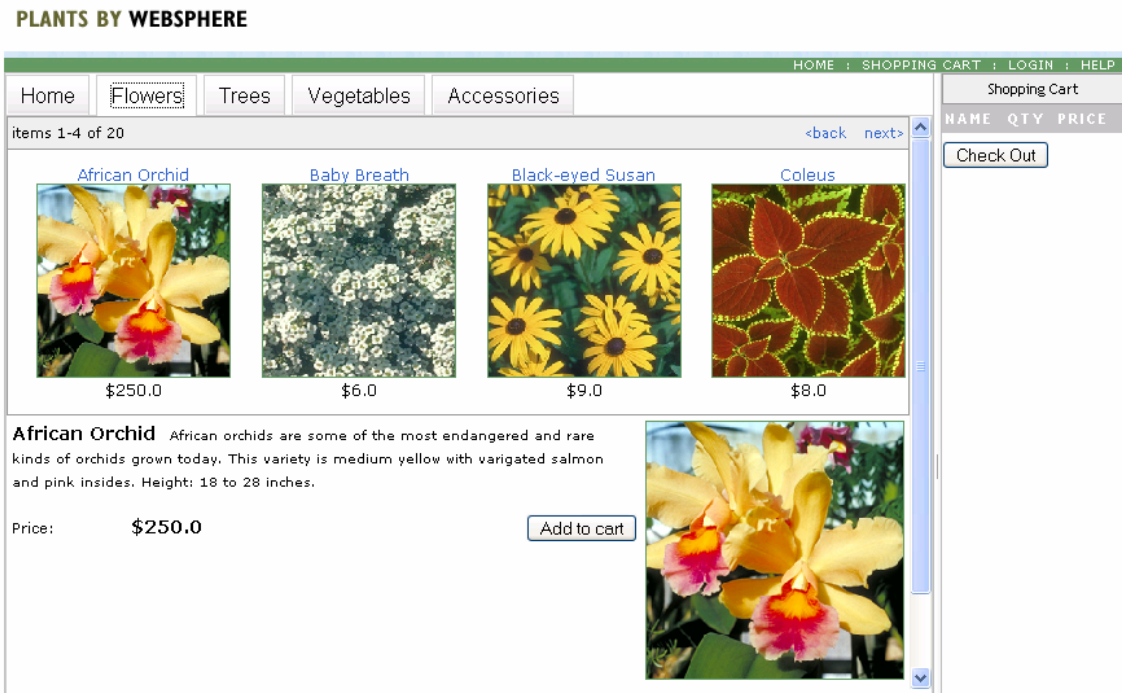 PLANTS BY WEBSPHERE
HOME : SHOPPING CART : LOGIN : HELP
Home Flowers Trees Vegetables Accessories
Shopping Cart
NAME QTY PRICE
Check Out
items 1-4 of 20 <back next>
African Orchid Baby Breath Black-eyed Susan Coleus
$250.0 $6.0 $9.0 $8.0
African Orchid African orchids are some of the most endangered and rare
kinds of orchids grown today. This variety is medium yellow with varigated salmon
and pink insides. Height: 18 to 28 inches.
Price: $250.0 Add to cart